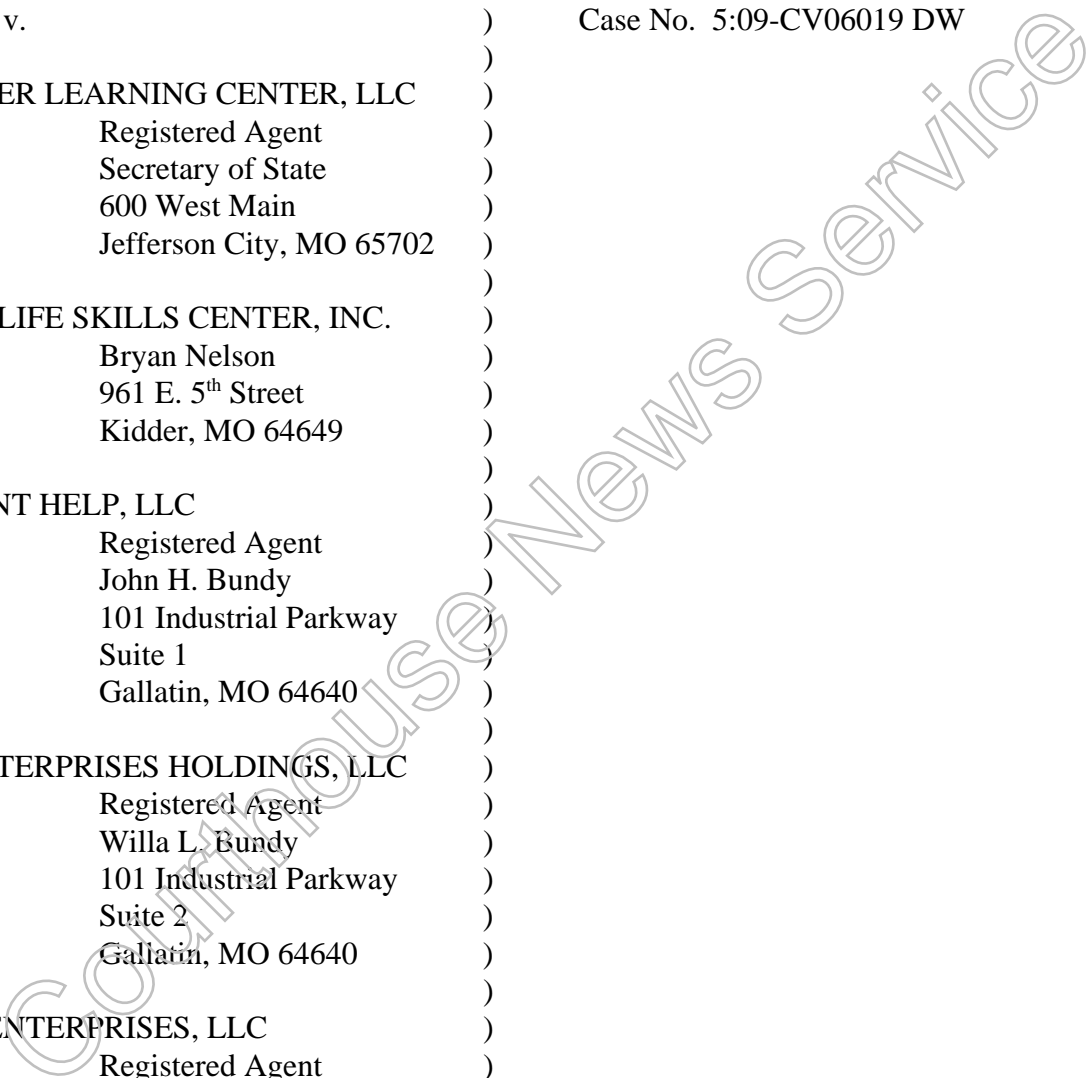 v. ) Case No. 5:09-CV06019 DW
)
ER LEARNING CENTER, LLC )
Registered Agent )
Secretary of State )
600 West Main )
Jefferson City, MO 65702 )
)
LIFE SKILLS CENTER, INC. )
Bryan Nelson )
961 E. 5th Street )
Kidder, MO 64649 )
)
NT HELP, LLC )
Registered Agent )
John H. Bundy )
101 Industrial Parkway )
Suite 1 )
Gallatin, MO 64640 )
)
TERPRISES HOLDINGS, LLC )
Registered Agent )
Willa L. Bundy )
101 Industrial Parkway )
Suite 2 )
Gallatin, MO 64640 )
)
ENTERPRISES, LLC )
Registered Agent )
Courthouse News Service